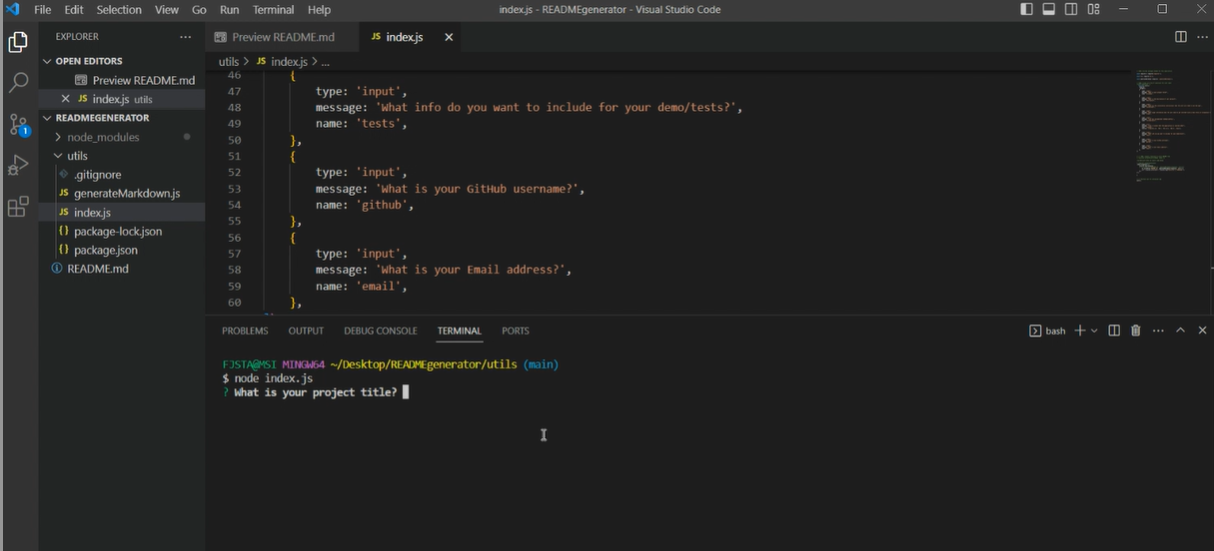 File Edit Selection View Go Run Terminal Help
index.js - READMEgenerator - Visual Studio Code
EXPLORER
OPEN EDITORS
Preview README.md
index.js utils
READMEGENERATOR
node_modules
utils
.gitignore
JS generateMarkdown.js
JS index.js
{} package-lock.json
{} package.json
README.md
1
Preview README.md
JS index.js
utils > JS index.js > ...
46 {
47 type: 'input',
48 message: 'What info do you want to include for your demo/tests?',
49 name: 'tests',
50 },
51 {
52 type: 'input',
53 message: 'What is your GitHub username?',
54 name: 'github',
55 },
56 {
57 type: 'input',
58 message: 'What is your Email address?',
59 name: 'email',
60 },
PROBLEMS OUTPUT DEBUG CONSOLE TERMINAL PORTS
bash
FJSTA@MSI MINGW64 ~/Desktop/READMEgenerator/utils (main)
$ node index.js
? What is your project title?